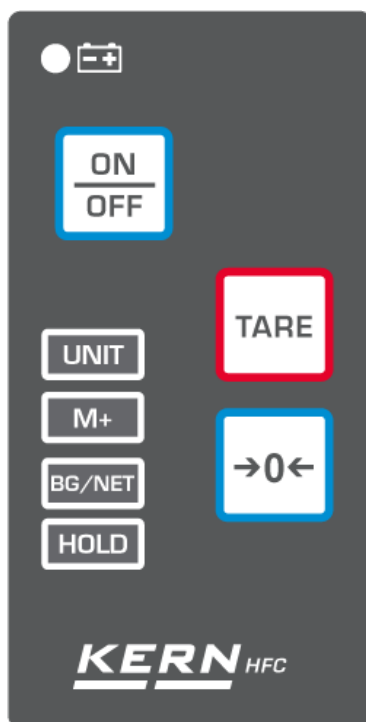 ON
OFF
TARE
UNIT
M+
→0←
BG/NET
HOLD
KERN HFC